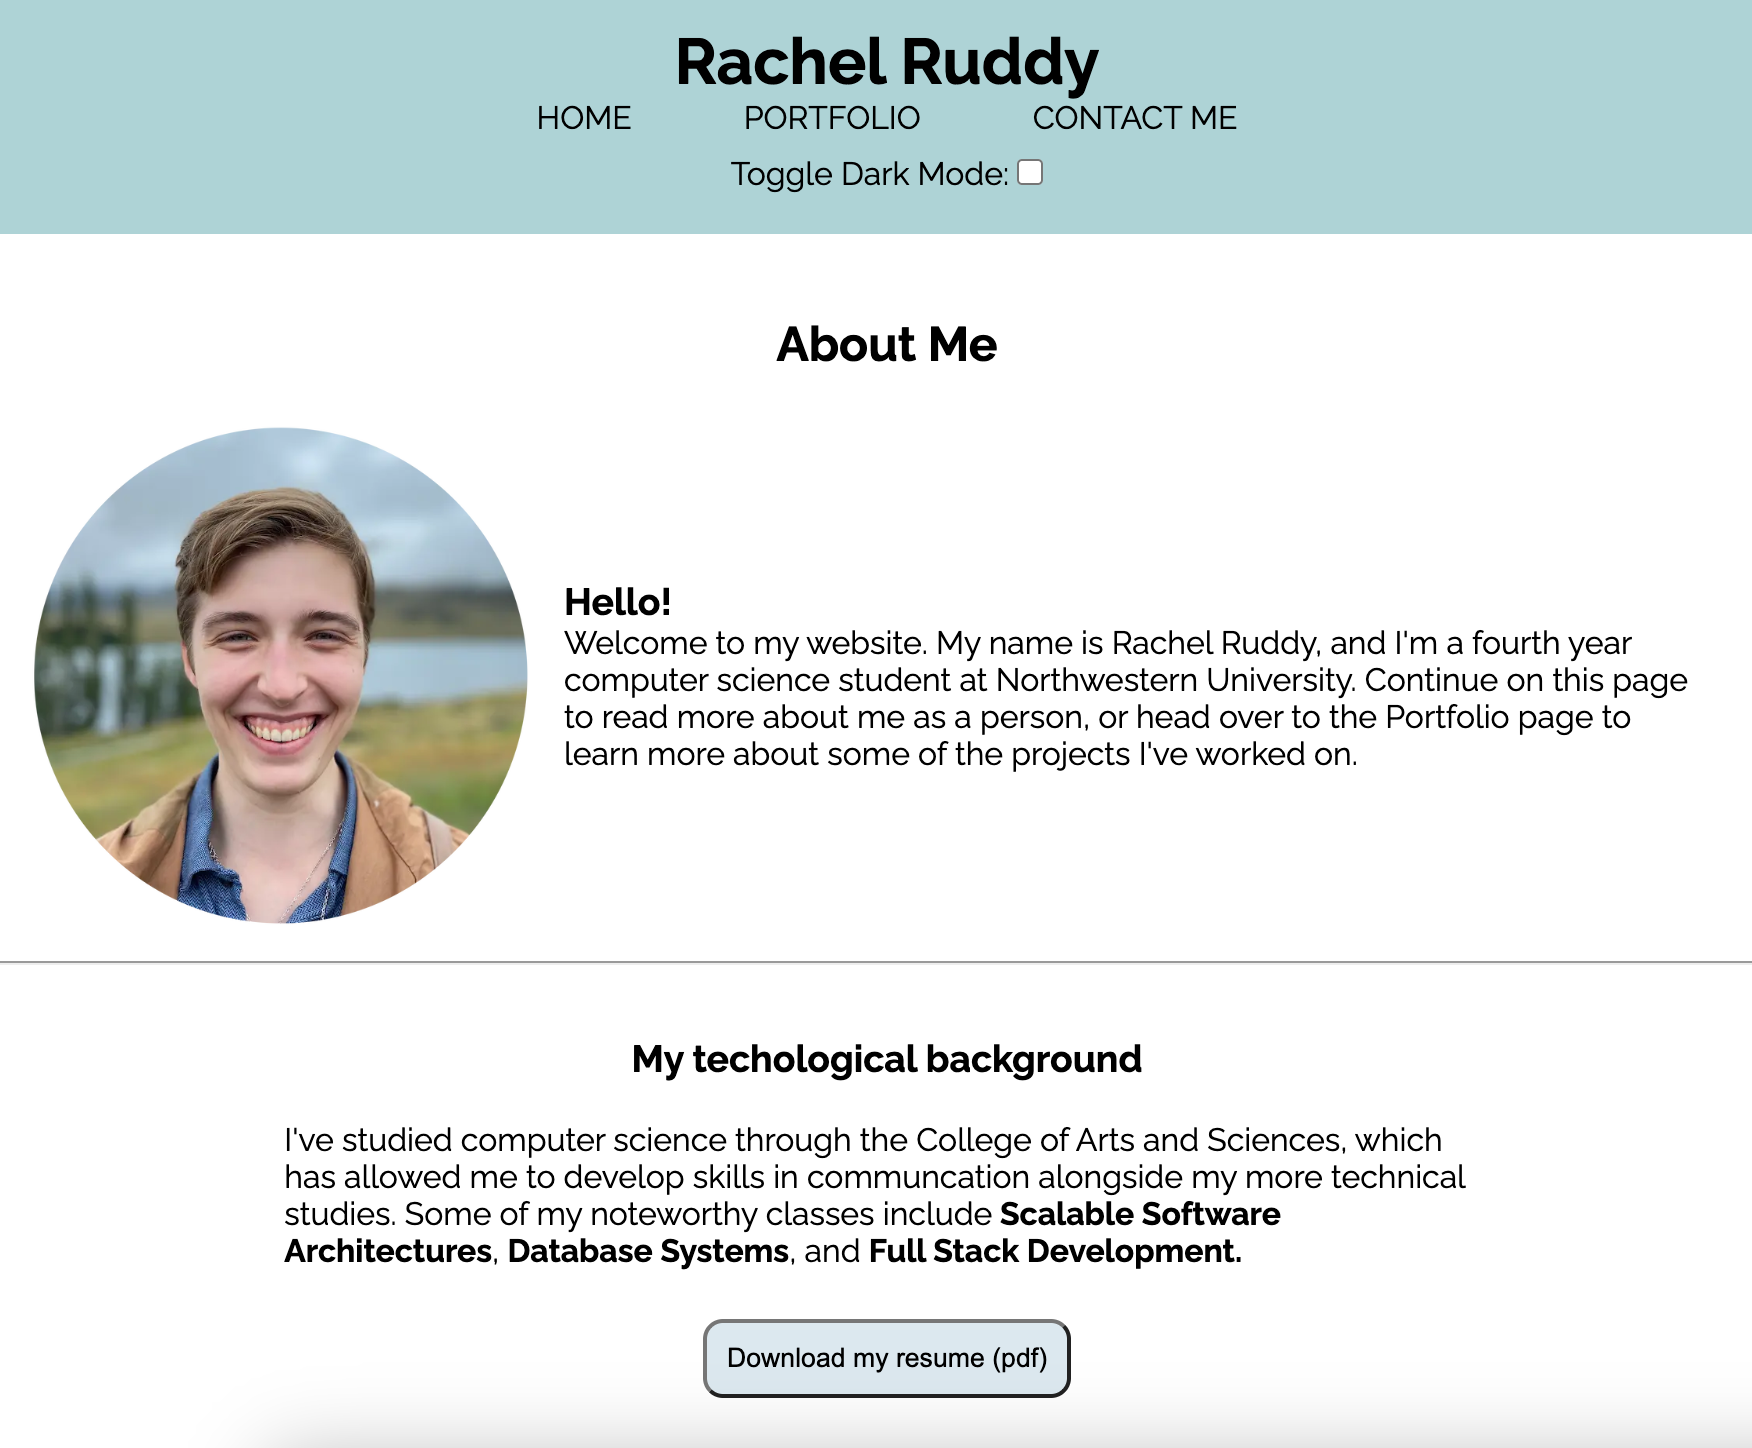 Rachel Ruddy
HOME PORTFOLIO CONTACT ME
Toggle Dark Mode:
About Me
Hello!
Welcome to my website. My name is Rachel Ruddy, and I'm a fourth year
computer science student at Northwestern University. Continue on this page
to read more about me as a person, or head over to the Portfolio page to
learn more about some of the projects I've worked on.
My techological background
I've studied computer science through the College of Arts and Sciences, which
has allowed me to develop skills in communcation alongside my more technical
studies. Some of my noteworthy classes include Scalable Software
Architectures, Database Systems, and Full Stack Development.
Download my resume (pdf)